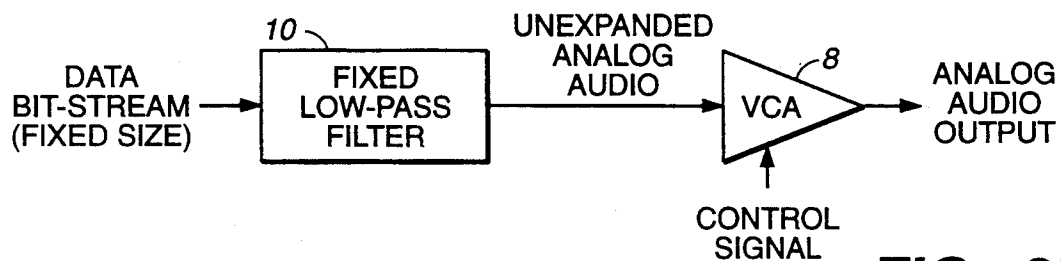 10
UNEXPANDED
ANALOG
AUDIO
8
DATA
BIT-STREAM
(FIXED SIZE)
FIXED
LOW-PASS
FILTER
VCA
ANALOG
AUDIO
OUTPUT
CONTROL
SIGNAL